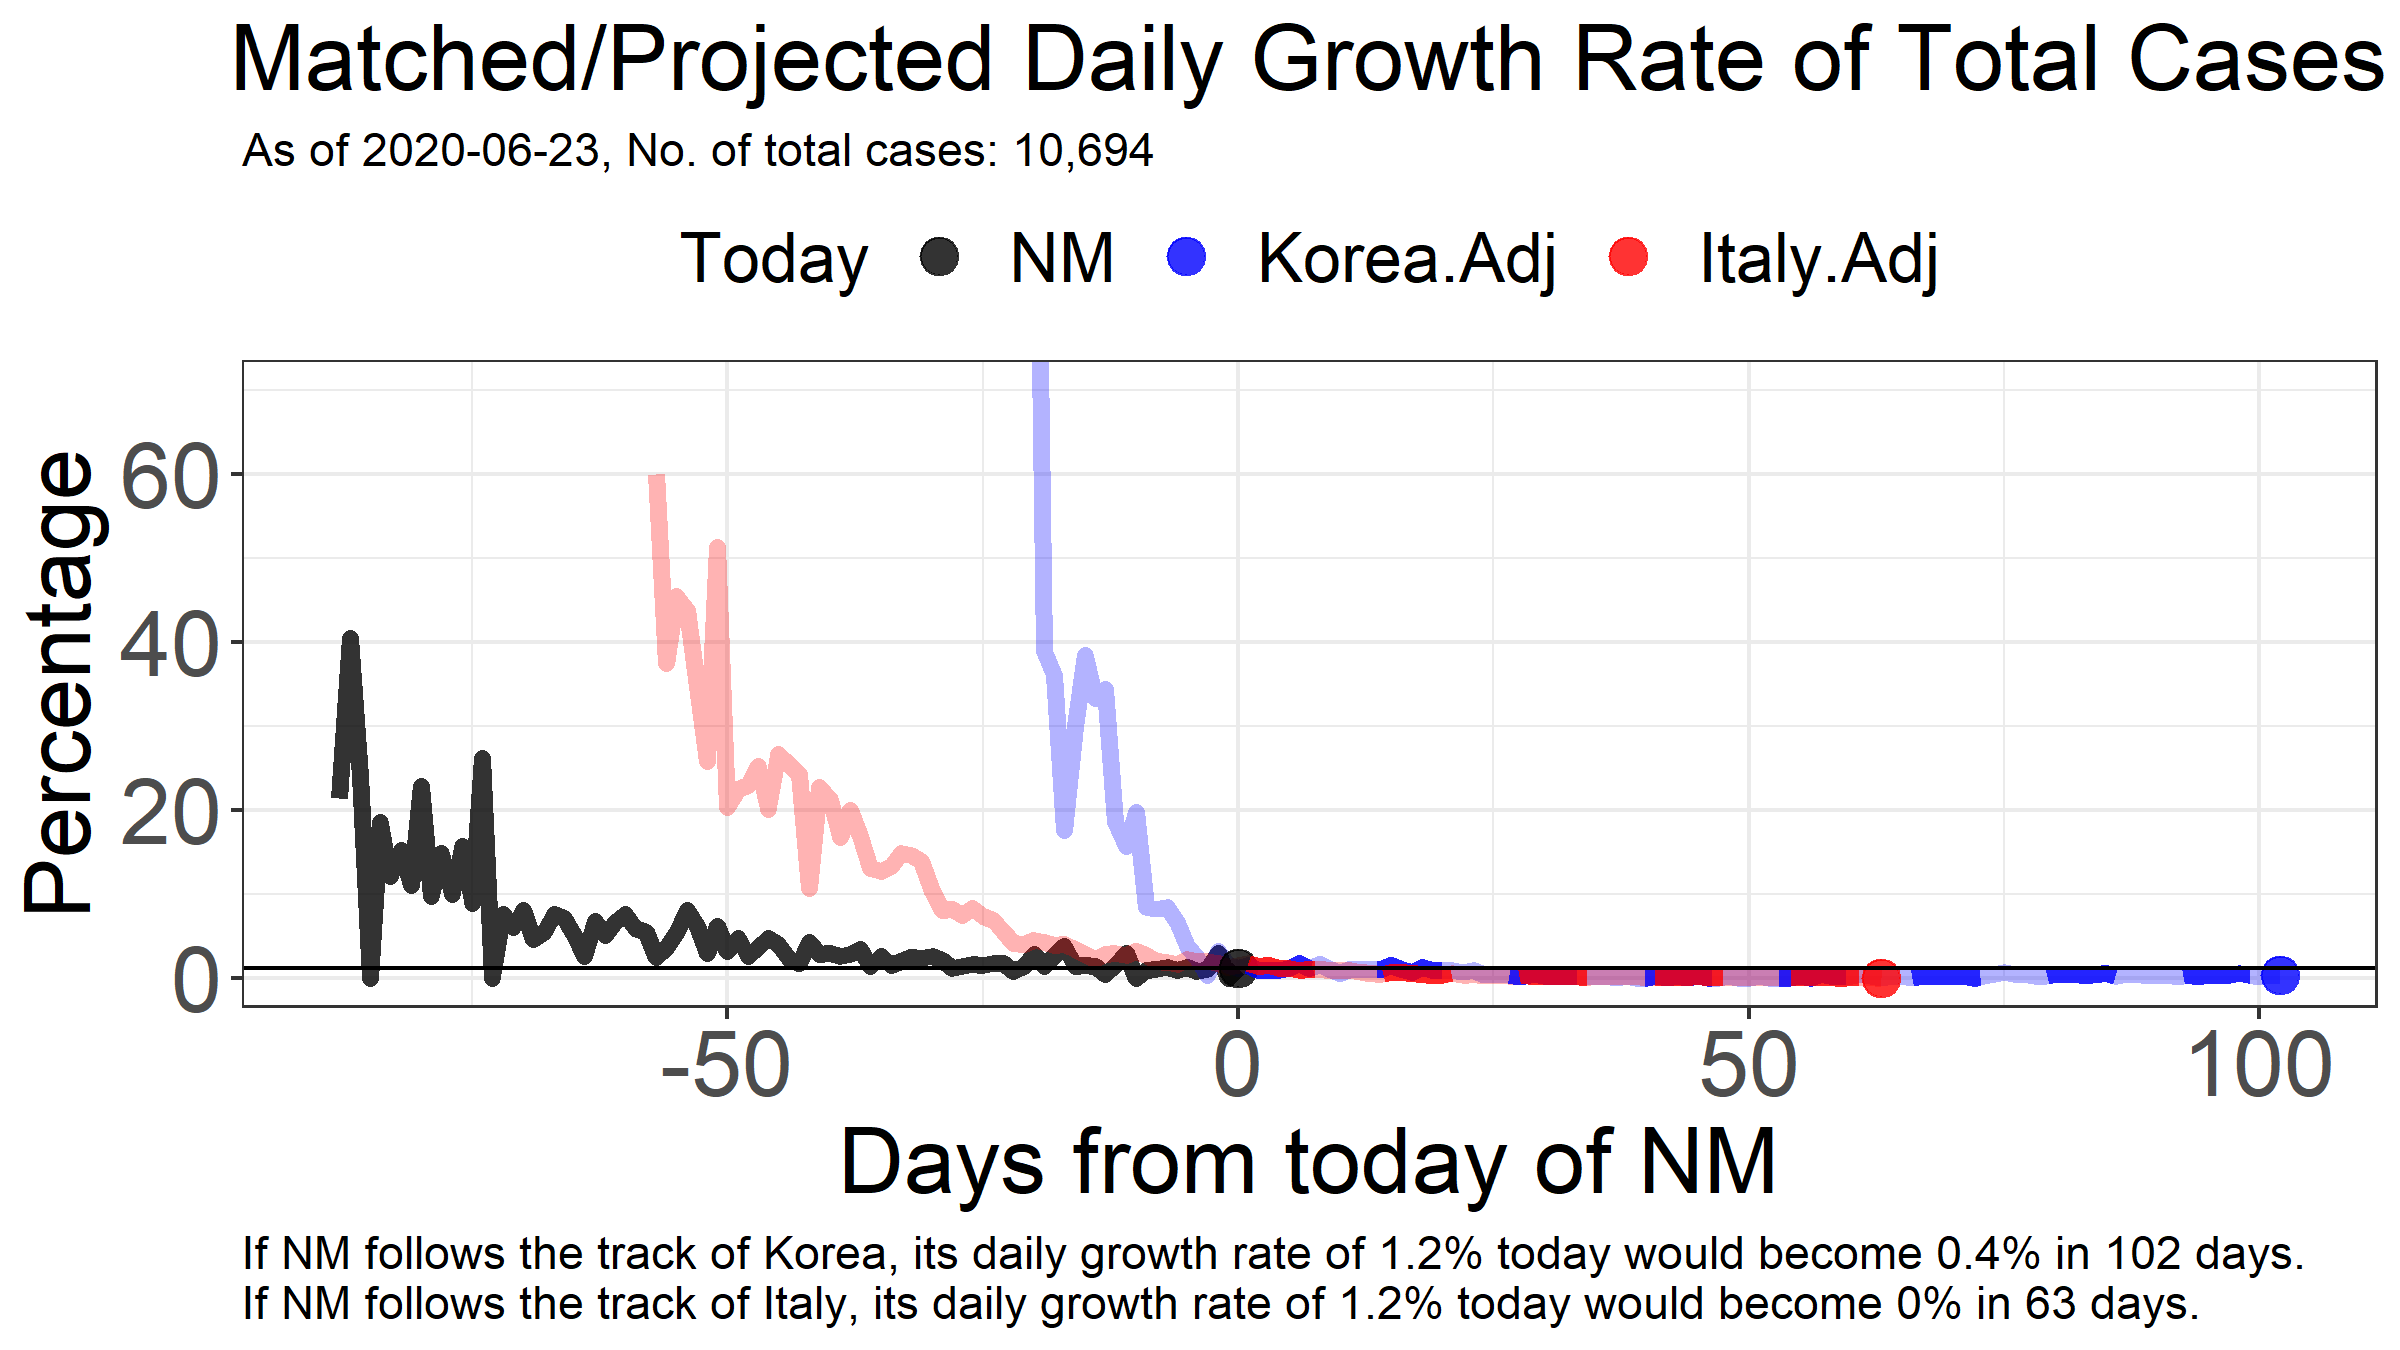 Matched/Projected Daily Growth Rate of Total Cases
As of 2020-06-23, No. of total cases: 10,694
Today NM Korea.Adj Italy.Adj
Percentage
60
40
20
0
-50 0 50 100
Days from today of NM
If NM follows the track of Korea, its daily growth rate of 1.2% today would become 0.4% in 102 days.
If NM follows the track of Italy, its daily growth rate of 1.2% today would become 0% in 63 days.